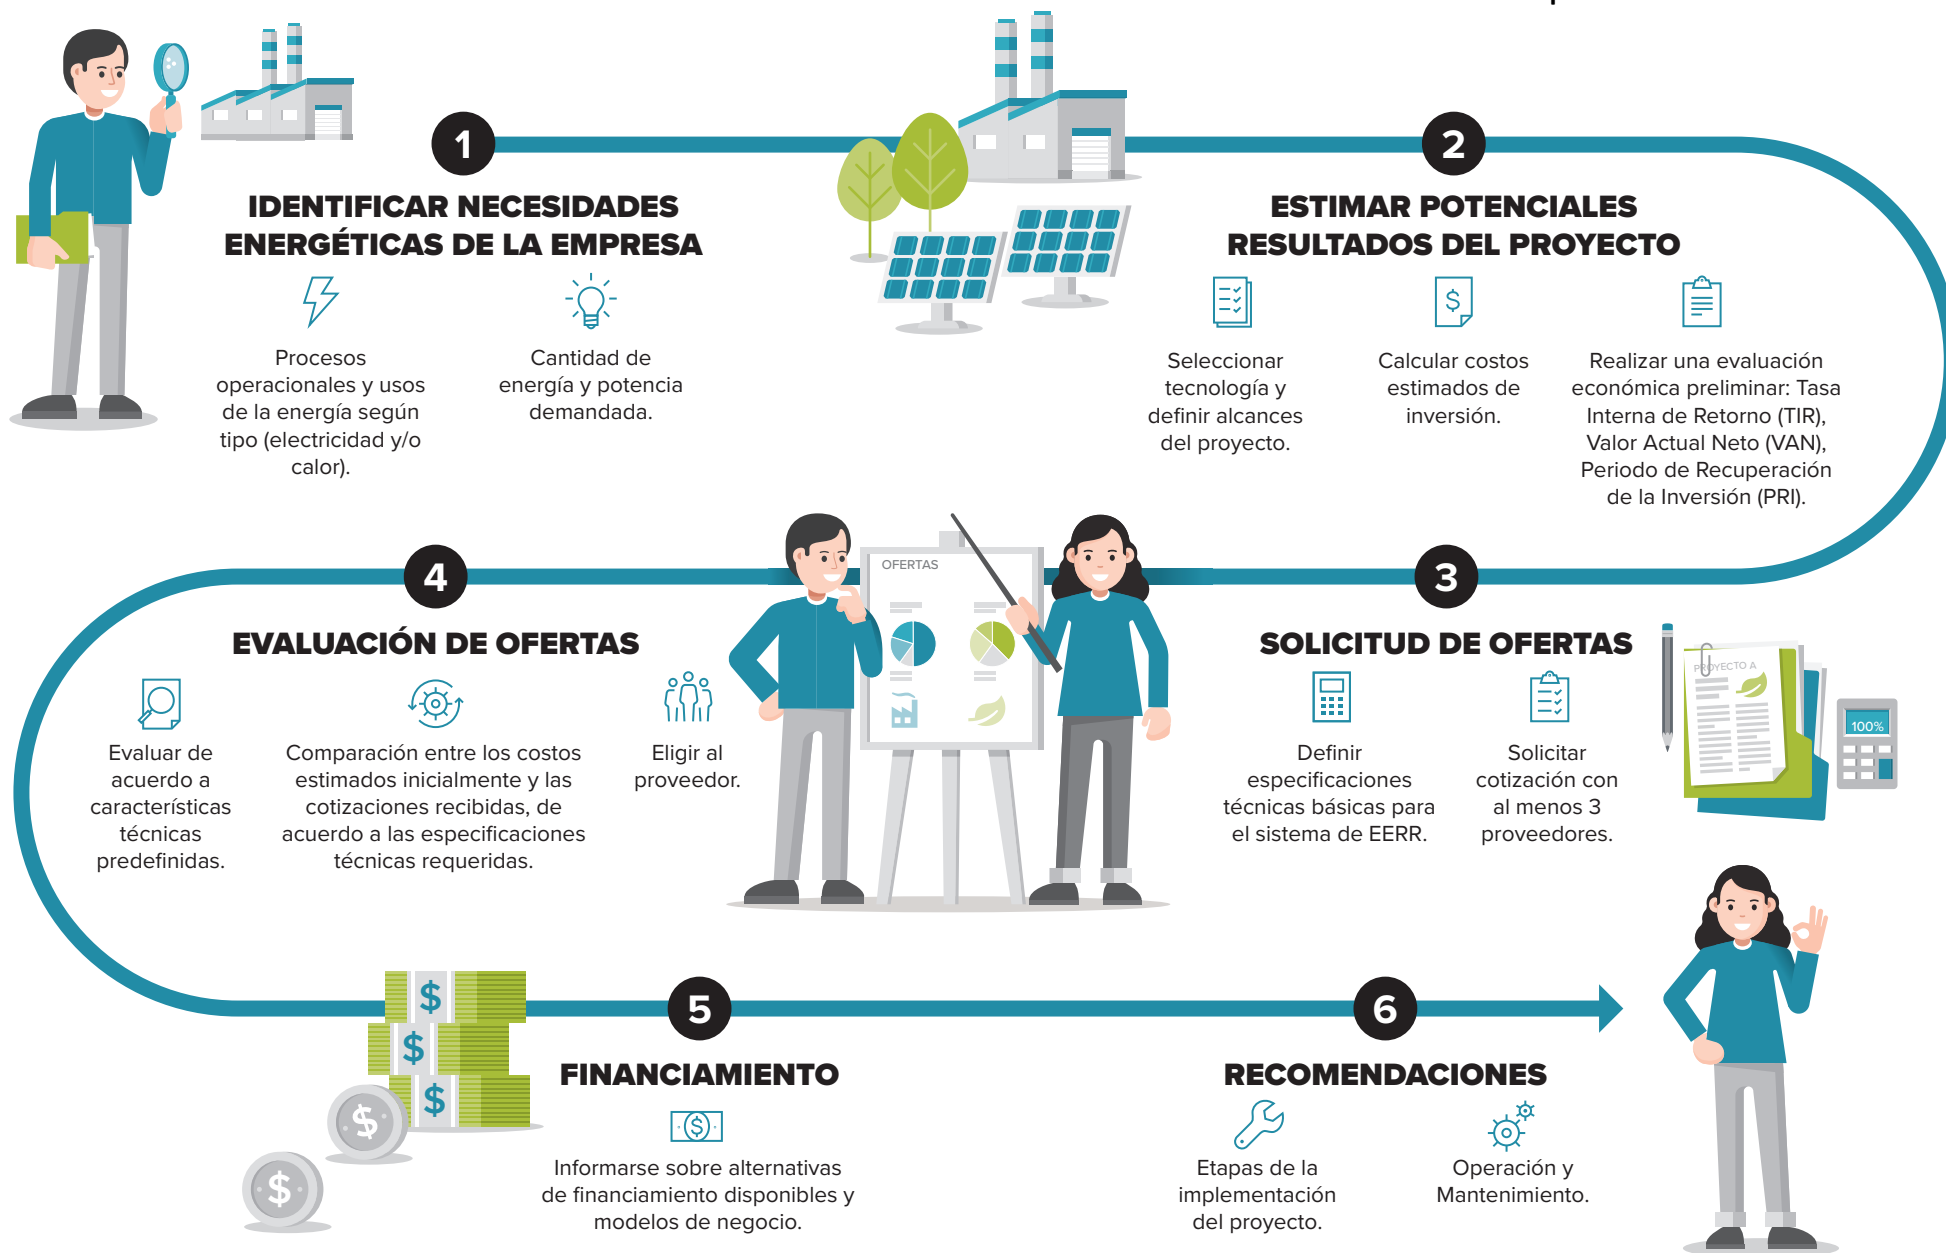 1
IDENTIFICAR NECESIDADES
ENERGÉTICAS DE LA EMPRESA
Procesos
operacionales y usos
de la energía según
tipo (electricidad y/o
calor).
Cantidad de
energía y potencia
demandada.
2
ESTIMAR POTENCIALES
RESULTADOS DEL PROYECTO
Seleccionar
tecnología y
definir alcances
del proyecto.
$
Calcular costos
estimados de
inversión.
Realizar una evaluación
económica preliminar: Tasa
Interna de Retorno (TIR),
Valor Actual Neto (VAN),
Periodo de Recuperación
de la Inversión (PRI).
3
SOLICITUD DE OFERTAS
Definir
especificaciones
técnicas básicas para
el sistema de EERR.
Solicitar
cotización con
al menos 3
proveedores.
PROYECTO A
100%
OFERTAS
4
EVALUACIÓN DE OFERTAS
Evaluar de
acuerdo a
características
técnicas
predefinidas.
Comparación entre los costos
estimados inicialmente y las
cotizaciones recibidas, de
acuerdo a las especificaciones
técnicas requeridas.
Eligir al
proveedor.
$
$
$
$
$
5
FINANCIAMIENTO
$
Informarse sobre alternativas
de financiamiento disponibles y
modelos de negocio.
6
RECOMENDACIONES
Etapas de la
implementación
del proyecto.
Operación y
Mantenimiento.